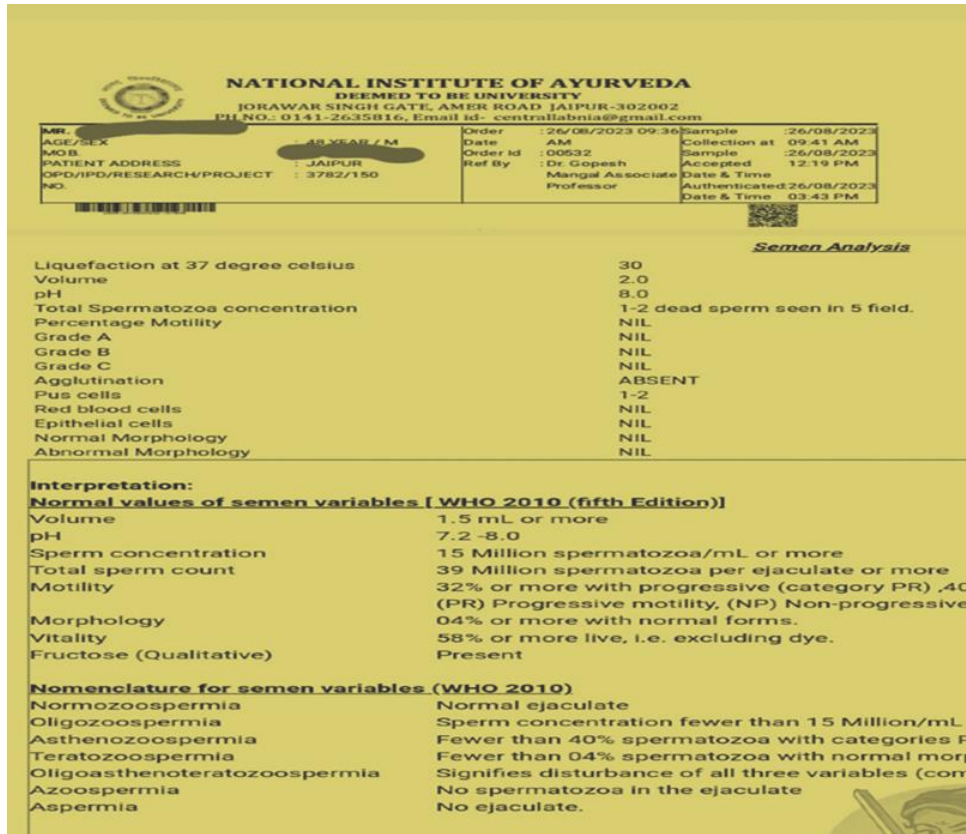 NATIONAL INSTITUTE OF AYURVEDA
DEEMED TO BE UNIVERSITY
JORAWAR SINGH GATE, AMER ROAD JAIPUR-302002
PH.NO.: 0141-2635816, Email id- centrallabnia@gmail.com
MR.
AGE/SEX : 48 YEAR / M
MOB.
PATIENT ADDRESS : JAIPUR
OPD/IPD/RESEARCH/PROJECT NO. : 3782/150
Order Date : 26/08/2023 09:36 AM
Order Id : 00532
Ref By : Dr. Gopesh Mangal Associate Professor
Sample Collection at : 26/08/2023 09:41 AM
Sample Accepted Date & Time : 26/08/2023 12:19 PM
Authenticated Date & Time : 26/08/2023 03:43 PM
Semen Analysis
Liquefaction at 37 degree celsius 30
Volume 2.0
pH 8.0
Total Spermatozoa concentration 1-2 dead sperm seen in 5 field.
Percentage Motility NIL
Grade A NIL
Grade B NIL
Grade C NIL
Agglutination ABSENT
Pus cells 1-2
Red blood cells NIL
Epithelial cells NIL
Normal Morphology NIL
Abnormal Morphology NIL
Interpretation:
Normal values of semen variables [ WHO 2010 (fifth Edition)]
Volume 1.5 mL or more
pH 7.2 -8.0
Sperm concentration 15 Million spermatozoa/mL or more
Total sperm count 39 Million spermatozoa per ejaculate or more
Motility 32% or more with progressive (category PR) ,40
(PR) Progressive motility, (NP) Non-progressive
Morphology 04% or more with normal forms.
Vitality 58% or more live, i.e. excluding dye.
Fructose (Qualitative) Present
Nomenclature for semen variables (WHO 2010)
Normozoospermia Normal ejaculate
Oligozoospermia Sperm concentration fewer than 15 Million/mL
Asthenozoospermia Fewer than 40% spermatozoa with categories
Teratozoospermia Fewer than 04% spermatozoa with normal
Oligoasthenoteratozoospermia Signifies disturbance of all three variables
Azoospermia No spermatozoa in the ejaculate
Aspermia No ejaculate.